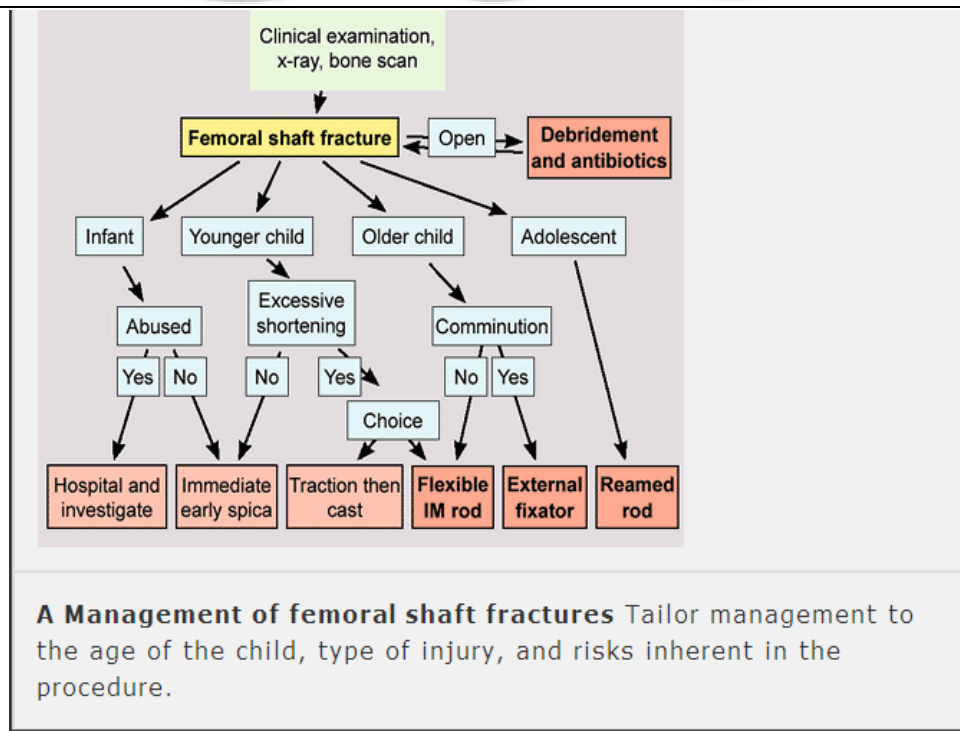 Clinical examination,
x-ray, bone scan
Femoral shaft fracture
Open
Debridement
and antibiotics
Infant
Younger child
Older child
Adolescent
Abused
Excessive
shortening
Comminution
Yes
No
No
Yes
No
Yes
Choice
Hospital and
investigate
Immediate
early spica
Traction then
cast
Flexible
IM rod
External
fixator
Reamed
rod
A Management of femoral shaft fractures Tailor management to
the age of the child, type of injury, and risks inherent in the
procedure.